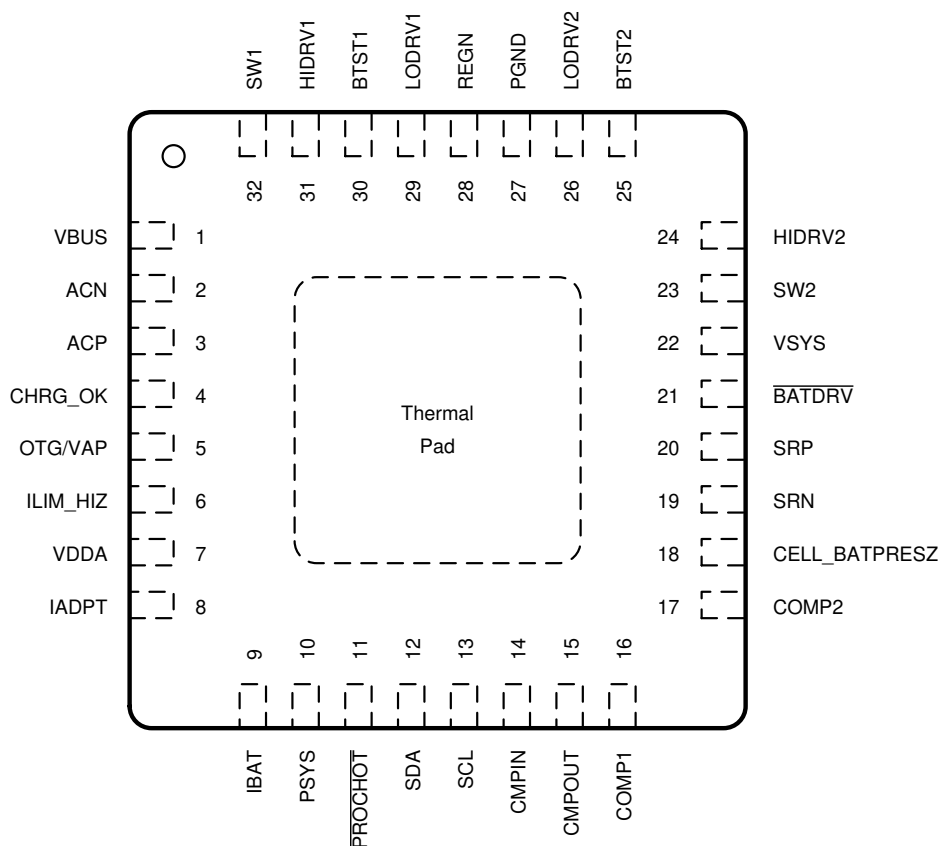 SW1
HIDRV1
BTST1
LODRV1
REGN
PGND
LODRV2
BTST2
32
31
30
29
28
27
26
25
VBUS 1
ACN 2
ACP 3
CHRG_OK 4
OTG/VAP 5
ILIM_HIZ 6
VDDA 7
IADPT 8
Thermal
Pad
24 HIDRV2
23 SW2
22 VSYS
21 BATDRV
20 SRP
19 SRN
18 CELL_BATPRESZ
17 COMP2
9
10
11
12
13
14
15
16
IBAT
PSYS
PROCHOT
SDA
SCL
CMPIN
CMPOUT
COMP1